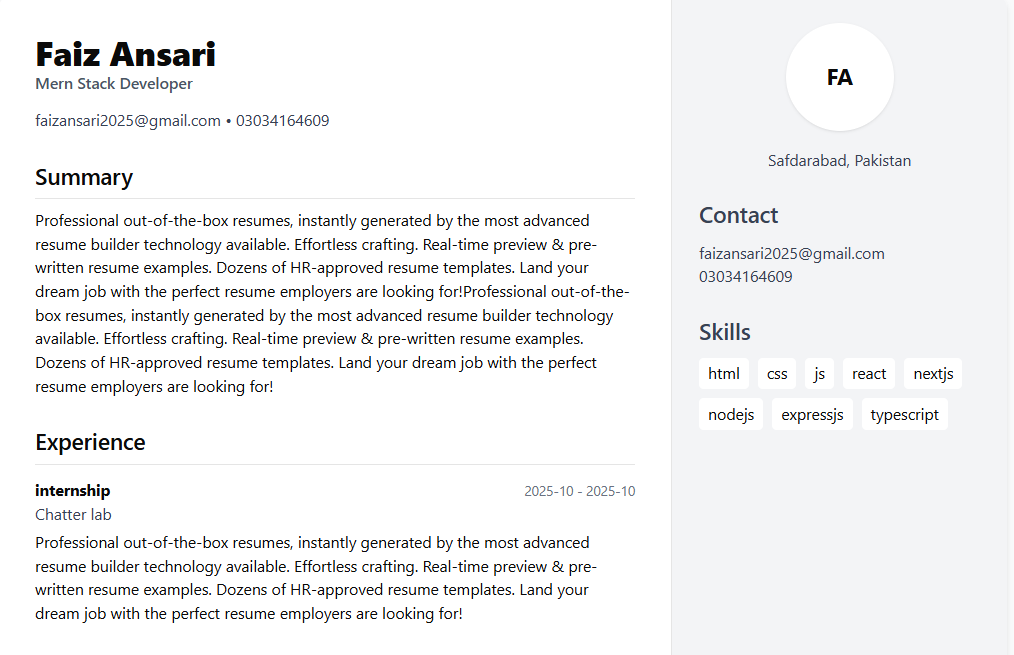 Faiz Ansari
Mern Stack Developer
faizansari2025@gmail.com • 03034164609
Summary
Professional out-of-the-box resumes, instantly generated by the most advanced
resume builder technology available. Effortless crafting. Real-time preview & pre-
written resume examples. Dozens of HR-approved resume templates. Land your
dream job with the perfect resume employers are looking for!Professional out-of-the-
box resumes, instantly generated by the most advanced resume builder technology
available. Effortless crafting. Real-time preview & pre-written resume examples.
Dozens of HR-approved resume templates. Land your dream job with the perfect
resume employers are looking for!
Experience
internship 2025-10 - 2025-10
Chatter lab
Professional out-of-the-box resumes, instantly generated by the most advanced
resume builder technology available. Effortless crafting. Real-time preview & pre-
written resume examples. Dozens of HR-approved resume templates. Land your
dream job with the perfect resume employers are looking for!
FA
Safdarabad, Pakistan
Contact
faizansari2025@gmail.com
03034164609
Skills
html css js react nextjs
nodejs expressjs typescript